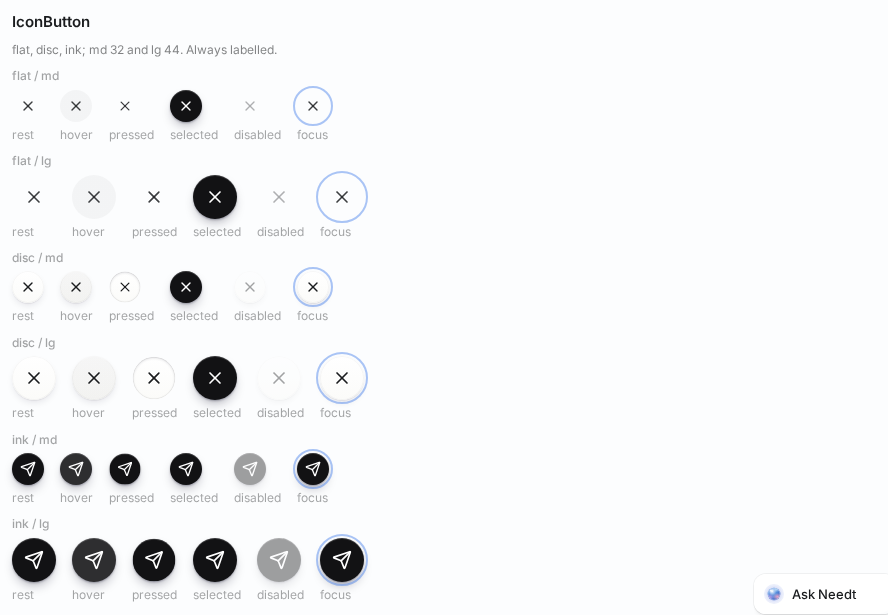 IconButton
flat, disc, ink; md 32 and lg 44. Always labelled.
flat / md
rest hover pressed selected disabled focus
flat / lg
rest hover pressed selected disabled focus
disc / md
rest hover pressed selected disabled focus
disc / lg
rest hover pressed selected disabled focus
ink / md
rest hover pressed selected disabled focus
ink / lg
rest hover pressed selected disabled focus
Ask Needt